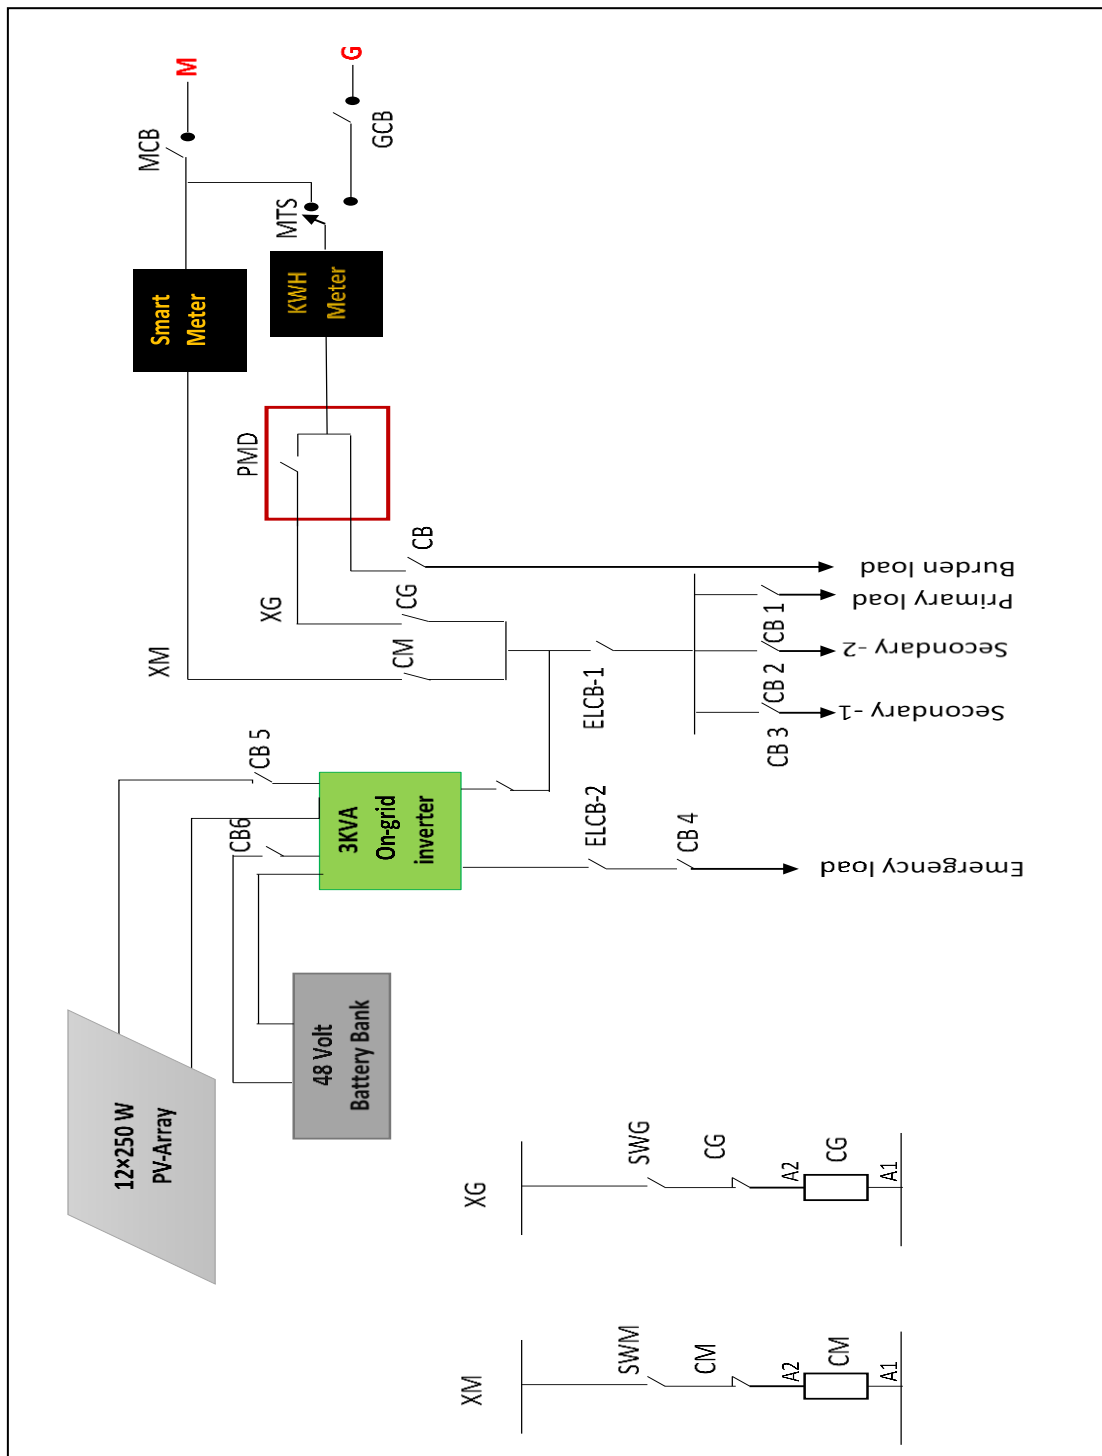 M
G
MCB
GCB
MTS
Smart
Meter
KWH
Meter
PMD
CB
XG
CG
XM
CM
Burden load
Primary load
CB 1
Secondary -2
CB 2
Secondary -1
CB 3
ELCB-1
CB 5
CB6
3KVA
On-grid
inverter
ELCB-2
CB 4
Emergency load
48 Volt
Battery Bank
12×250 W
PV-Array
XG
SWG
CG
A2
CG
A1
XM
SWM
CM
A2
CM
A1